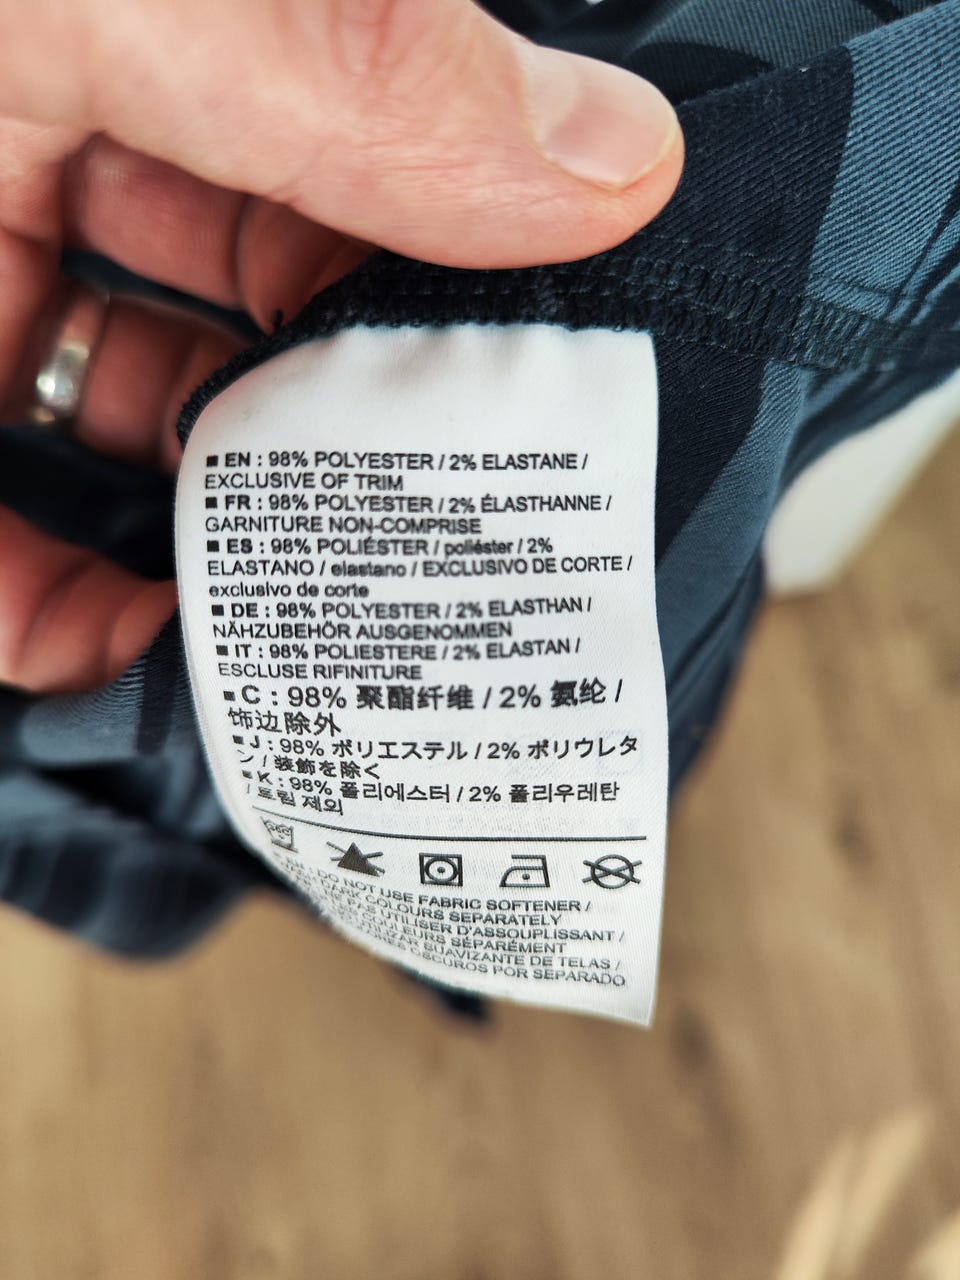 ■ EN : 98% POLYESTER / 2% ELASTANE /
EXCLUSIVE OF TRIM
■ FR : 98% POLYESTER / 2% ÉLASTHANNE /
GARNITURE NON-COMPRISE
■ ES : 98% POLIÉSTER / poliéster / 2%
ELASTANO / elastano / EXCLUSIVO DE CORTE /
exclusivo de corte
■ DE : 98% POLYESTER / 2% ELASTHAN /
NÄHZUBEHÖR AUSGENOMMEN
■ IT : 98% POLIESTERE / 2% ELASTAN /
ESCLUSE RIFINITURE
■ C : 98% 聚酯纤维 / 2% 氨纶 /
饰边除外
■ J : 98% ポリエステル / 2% ポリウレタ
ン / 装飾を除く
■ K : 98% 폴리에스터 / 2% 폴리우레탄
/ 트림 제외
■ EN : DO NOT USE FABRIC SOFTENER /
WASH DARK COLOURS SEPARATELY
NE PAS UTILISER D'ASSOUPLISSANT /
COULEURS SÉPARÉMENT
SUAVIZANTE DE TELAS /
OSCUROS POR SEPARADO